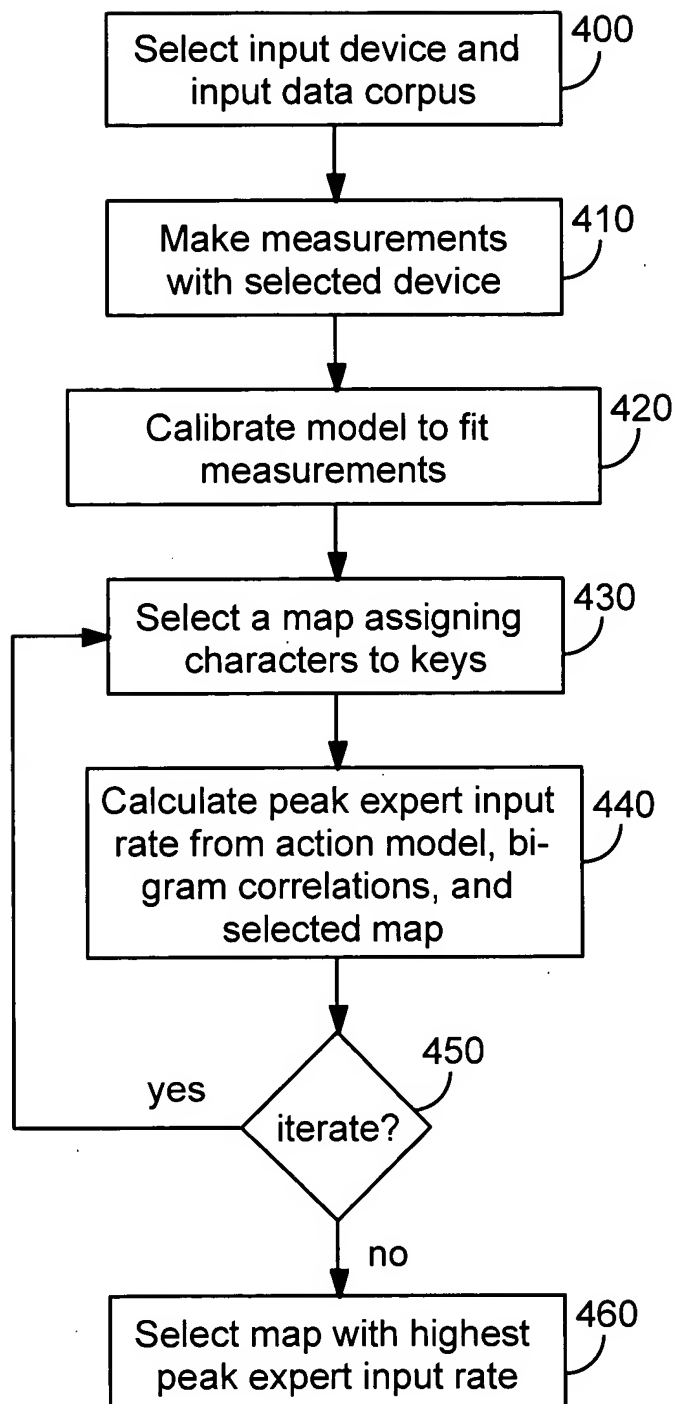 400
Select input device and
input data corpus
410
Make measurements
with selected device
420
Calibrate model to fit
measurements
430
Select a map assigning
characters to keys
440
Calculate peak expert input
rate from action model, bi-
gram correlations, and
selected map
450
yes
iterate?
no
460
Select map with highest
peak expert input rate